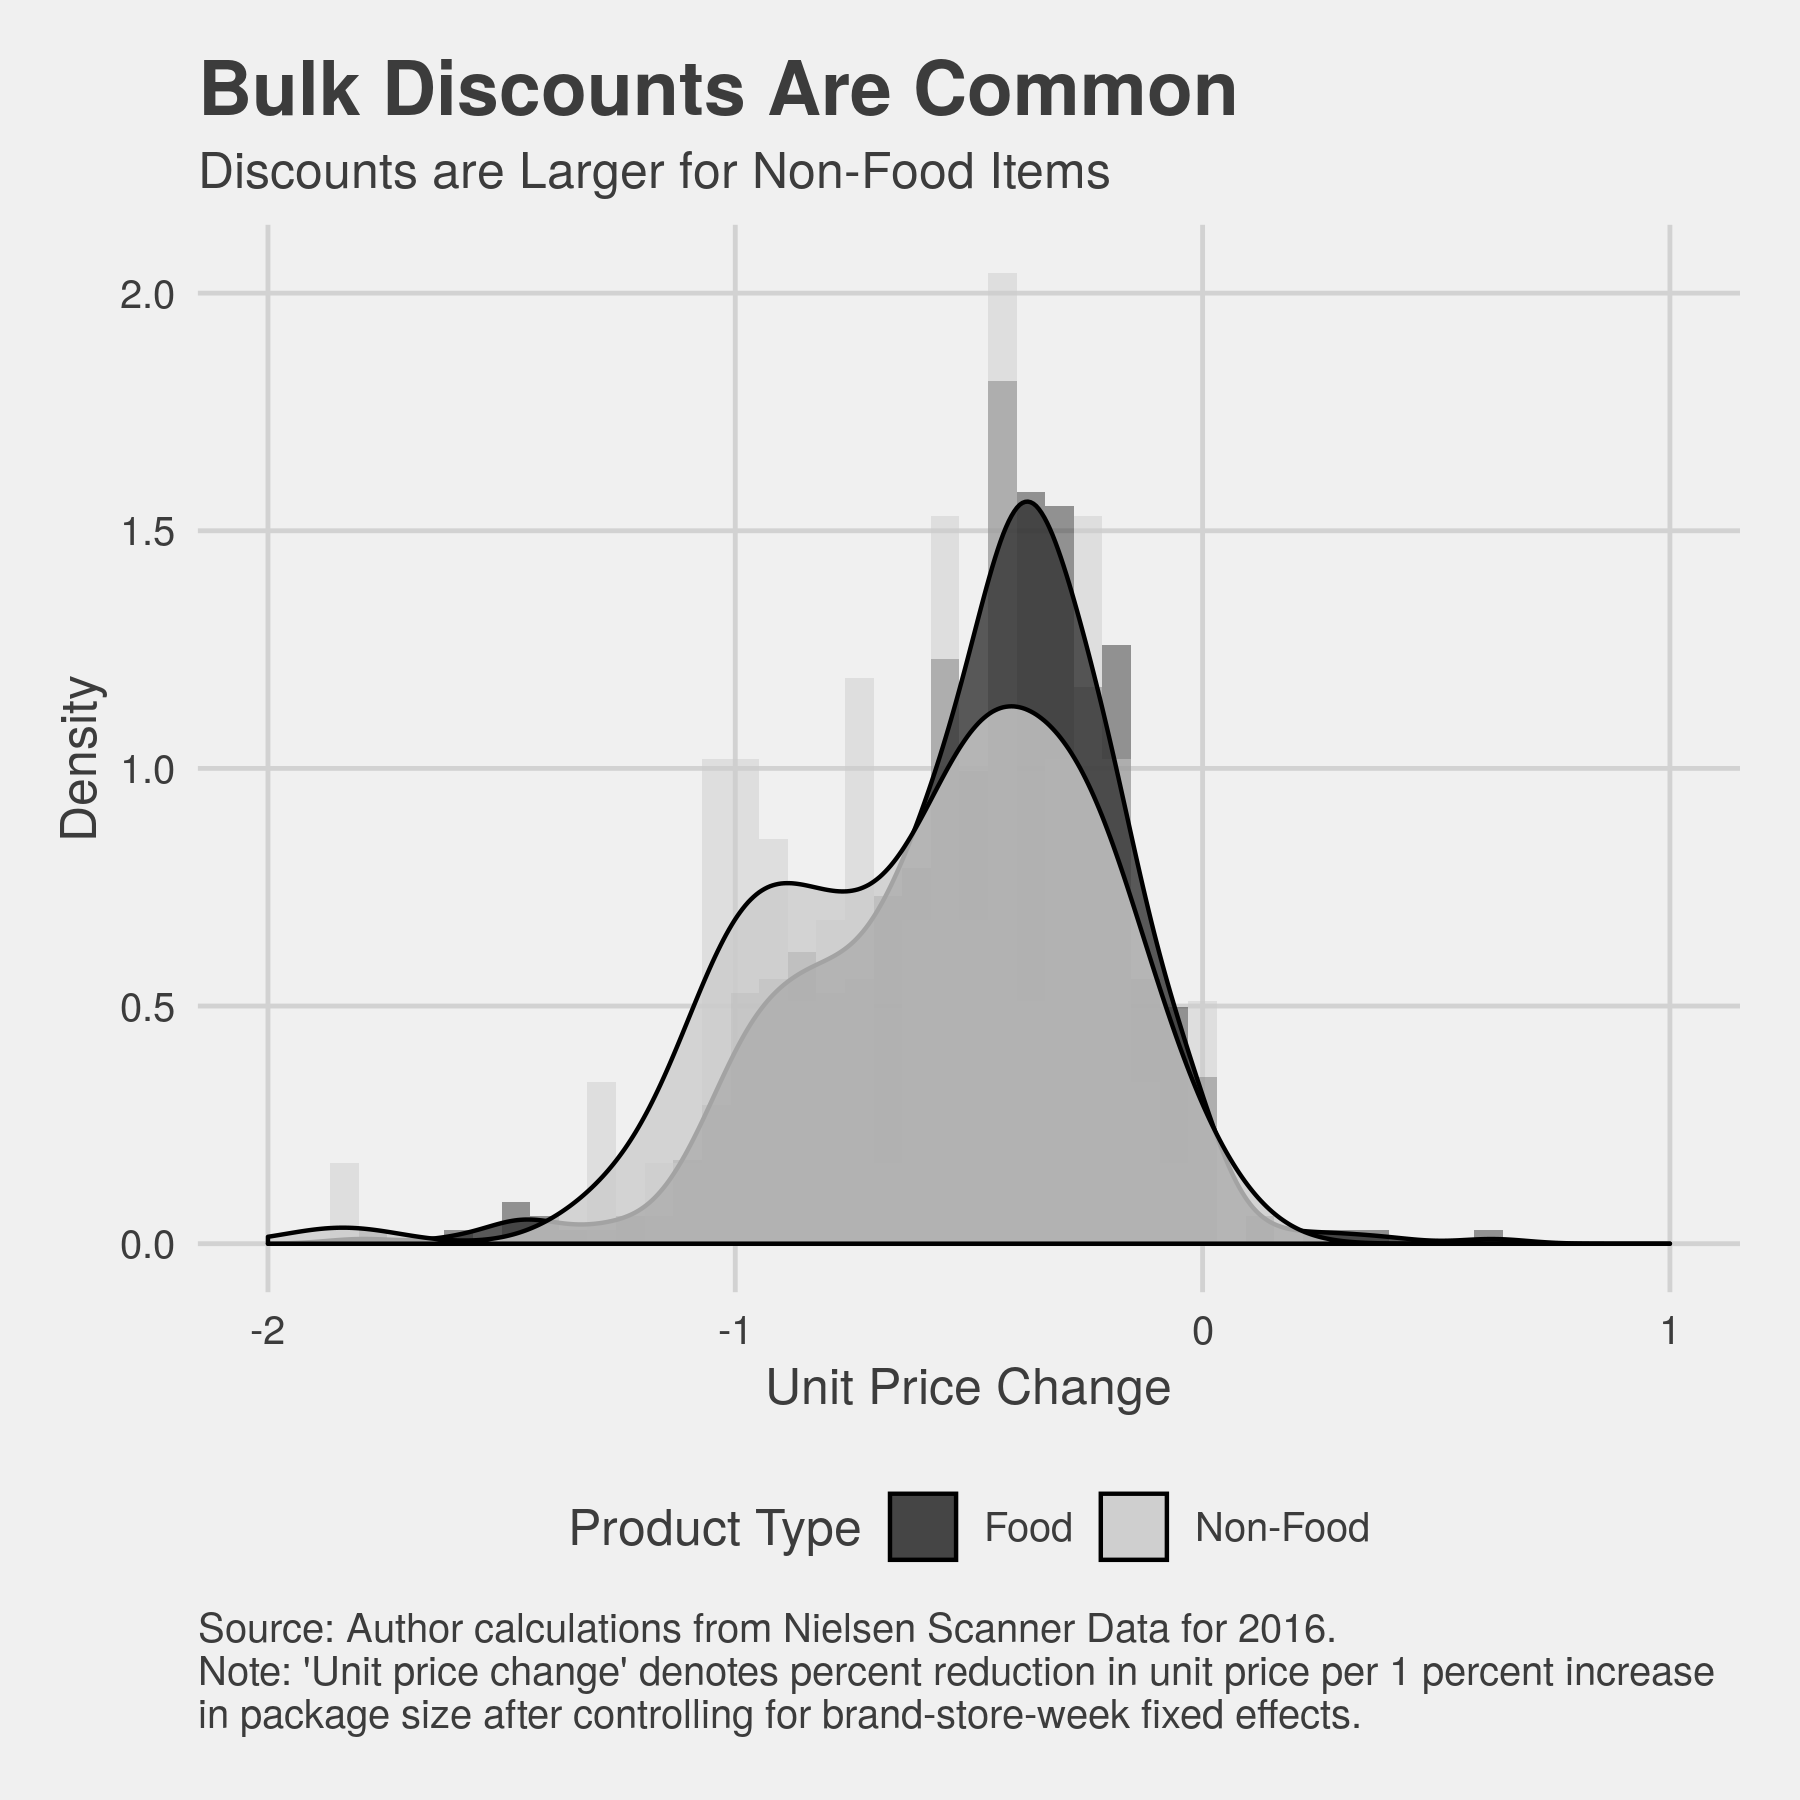 Bulk Discounts Are Common
Discounts are Larger for Non-Food Items
Density
2.0
1.5
1.0
0.5
0.0
-2 -1 0 1
Unit Price Change
Product Type Food Non-Food
Source: Author calculations from Nielsen Scanner Data for 2016.
Note: 'Unit price change' denotes percent reduction in unit price per 1 percent increase
in package size after controlling for brand-store-week fixed effects.